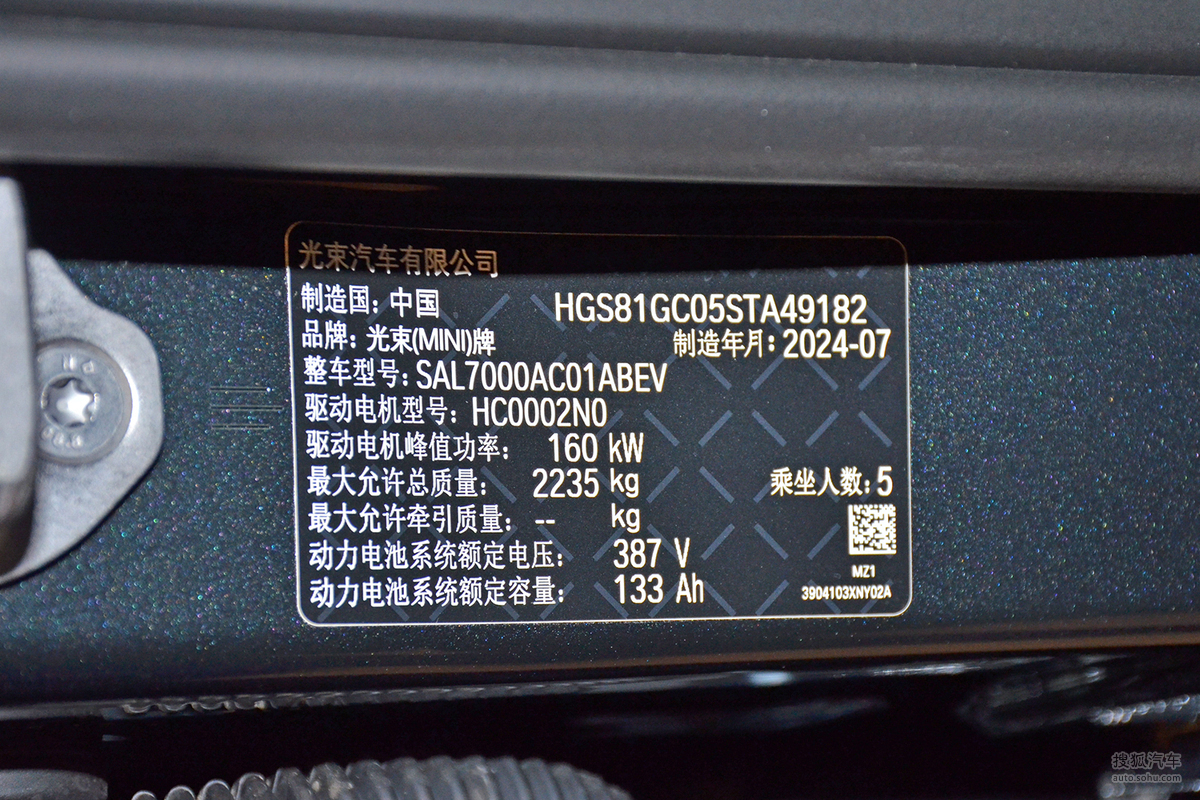 光束汽车有限公司
制造国：中国 HGS81GC05STA49182
品牌：光束(MINI)牌 制造年月：2024-07
整车型号：SAL7000AC01ABEV
驱动电机型号：HC0002N0
驱动电机峰值功率： 160 kW
最大允许总质量： 2235 kg 乘坐人数：5
最大允许牵引质量： -- kg
动力电池系统额定电压： 387 V
MZ1
动力电池系统额定容量： 133 Ah 3904103XNY02A
搜狐汽车
auto.sohu.com